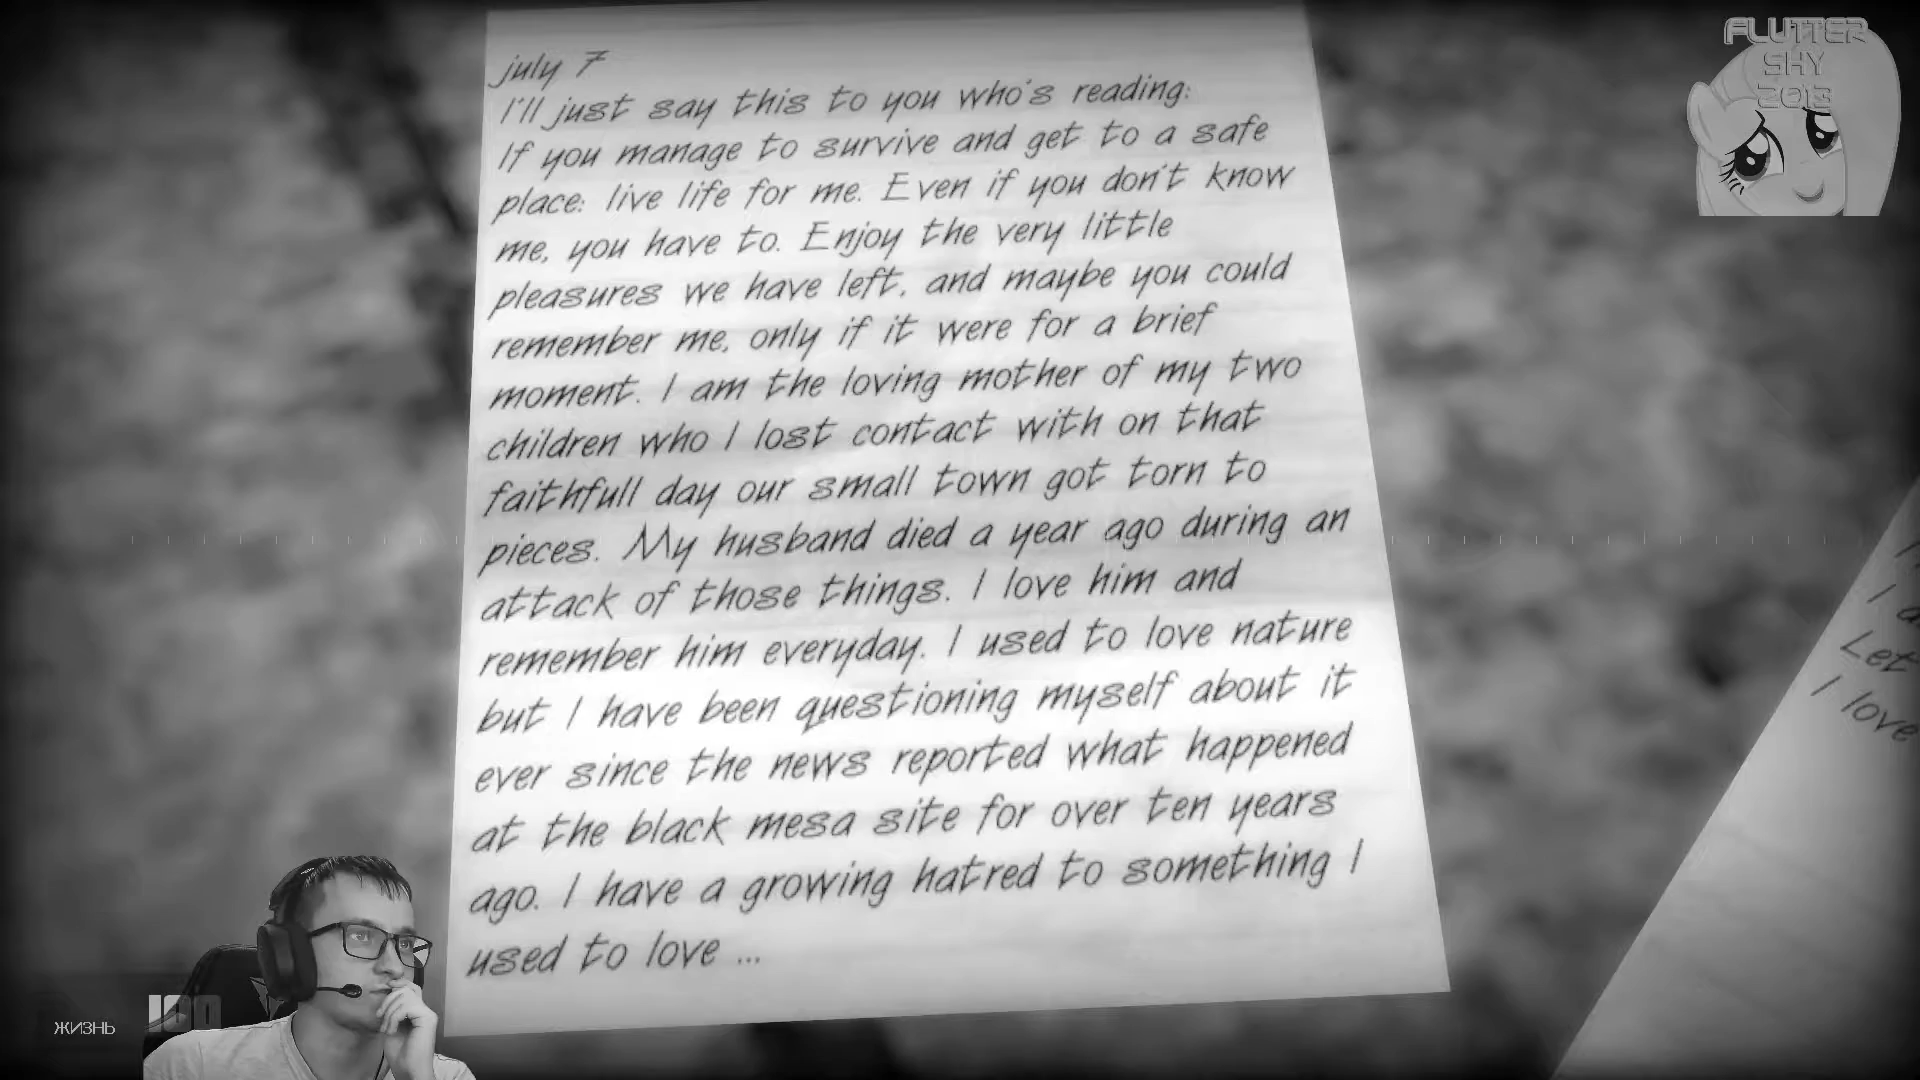 FLUTTER
SHY
2013
july 7
I'll just say this to you who's reading:
If you manage to survive and get to a safe
place: live life for me. Even if you don't know
me, you have to. Enjoy the very little
pleasures we have left, and maybe you could
remember me, only if it were for a brief
moment. I am the loving mother of my two
children who I lost contact with on that
faithfull day our small town got torn to
pieces. My husband died a year ago during an
attack of those things. I love him and
remember him everyday. I used to love nature
but I have been questioning myself about it
ever since the news reported what happened
at the black mesa site for over ten years
ago. I have a growing hatred to something I
used to love ...
Let
I love
ЖИЗНЬ
100